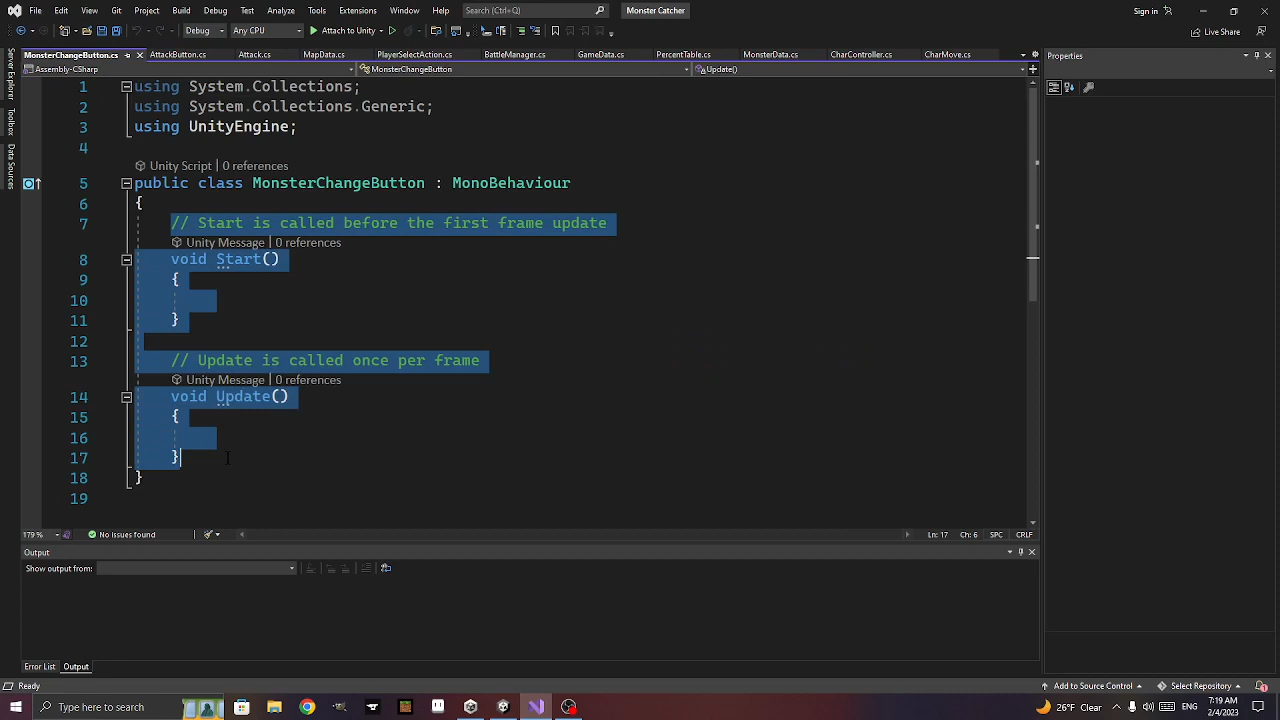 File Edit View Git Project Build Debug Test Analyze Tools Extensions Window Help Search (Ctrl+Q) Monster Catcher Sign in
Debug Any CPU Attach to Unity Live Share
MonsterChangeButton.cs AttackButton.cs Attack.cs MapData.cs PlayerSelectAction.cs BattleManager.cs GameData.cs PercentTable.cs MonsterData.cs CharController.cs CharMove.cs Properties
Assembly-CSharp MonsterChangeButton Update()
Server Explorer
Toolbox
Data Sources
1 using System.Collections;
2 using System.Collections.Generic;
3 using UnityEngine;
4
Unity Script | 0 references
5 public class MonsterChangeButton : MonoBehaviour
6 {
7 // Start is called before the first frame update
Unity Message | 0 references
8 void Start()
9 {
10
11 }
12
13 // Update is called once per frame
Unity Message | 0 references
14 void Update()
15 {
16
17 }
18 }
19
179 % No issues found Ln: 17 Ch: 6 SPC CRLF
Output
Show output from:
Error List Output
Ready Add to Source Control Select Repository
Type here to search 26°F Clear 7:19 AM
2/4/2023